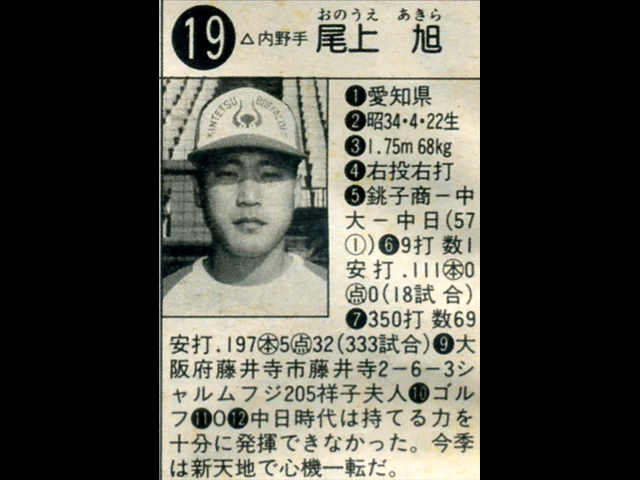 おのうえ あきら
19 △内野手 尾上 旭
KINTETSU BUFFALOES
❶愛知県
❷昭34・4・22生
❸1.75m 68kg
❹右投右打
❺銚子商－中
大－中日(57
①)❻9打数1
安打.111㊍0
点0(18試合)
❼350打数69
安打.197本5点32(333試合)❾大
阪府藤井寺市藤井寺2－6－3シ
ャルムフジ205祥子夫人❿ゴル
フ⓫O⓬中日時代は持てる力を
十分に発揮できなかった。今季
は新天地で心機一転だ。